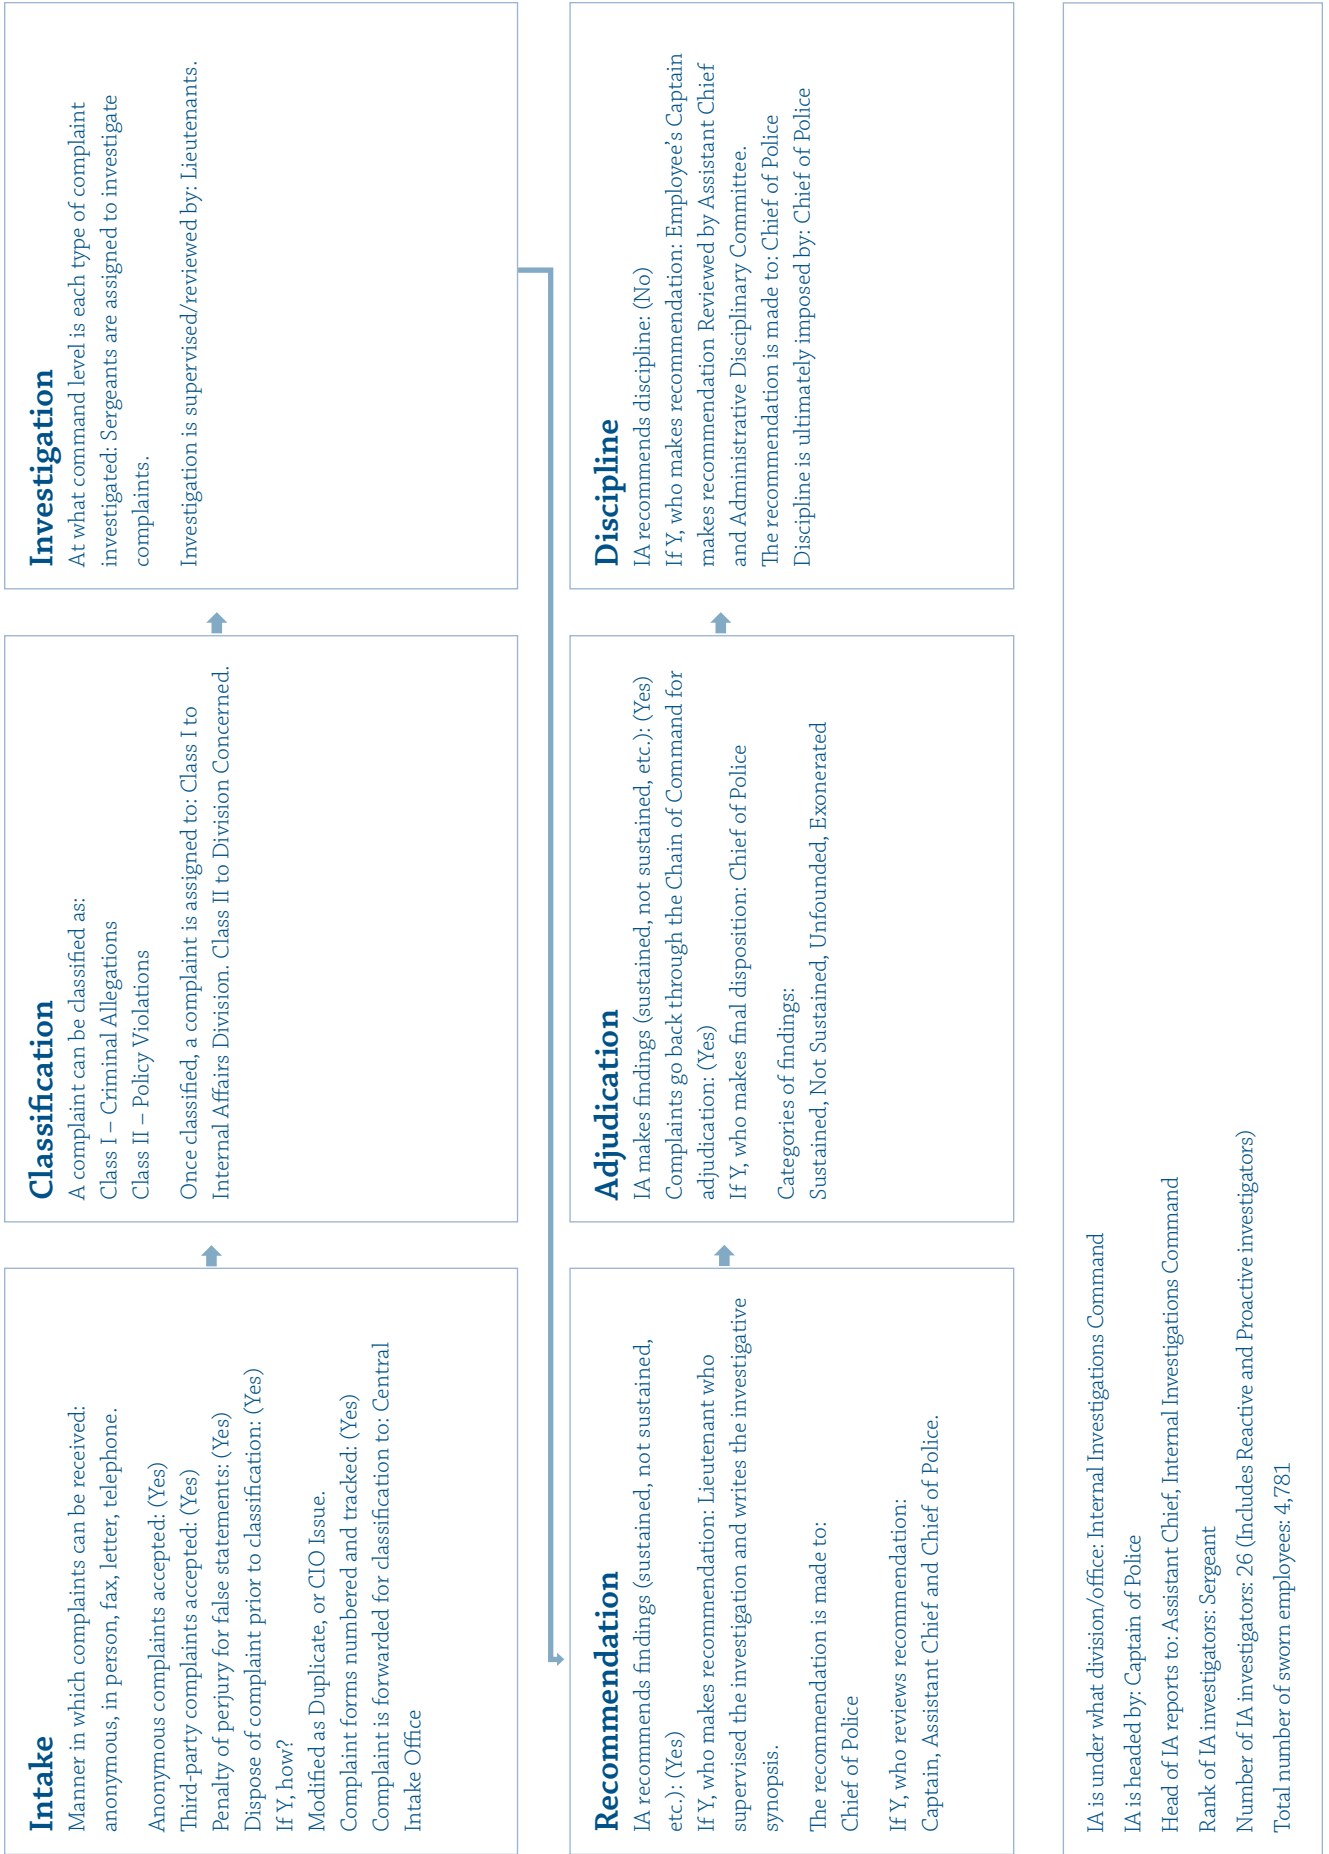 Intake
Manner in which complaints can be received:
anonymous, in person, fax, letter, telephone.
Anonymous complaints accepted: (Yes)
Third-party complaints accepted: (Yes)
Penalty of perjury for false statements: (Yes)
Dispose of complaint prior to classification: (Yes)
If Y, how?
Modified as Duplicate, or CIO Issue.
Complaint forms numbered and tracked: (Yes)
Complaint is forwarded for classification to: Central
Intake Office
Classification
A complaint can be classified as:
Class I – Criminal Allegations
Class II – Policy Violations
Once classified, a complaint is assigned to: Class I to
Internal Affairs Division. Class II to Division Concerned.
Investigation
At what command level is each type of complaint
investigated: Sergeants are assigned to investigate
complaints.
Investigation is supervised/reviewed by: Lieutenants.
Recommendation
IA recommends findings (sustained, not sustained,
etc.): (Yes)
If Y, who makes recommendation: Lieutenant who
supervised the investigation and writes the investigative
synopsis.
The recommendation is made to:
Chief of Police
If Y, who reviews recommendation:
Captain, Assistant Chief and Chief of Police.
Adjudication
IA makes findings (sustained, not sustained, etc.): (Yes)
Complaints go back through the Chain of Command for
adjudication: (Yes)
If Y, who makes final disposition: Chief of Police
Categories of findings:
Sustained, Not Sustained, Unfounded, Exonerated
Discipline
IA recommends discipline: (No)
If Y, who makes recommendation: Employee’s Captain
makes recommendation Reviewed by Assistant Chief
and Administrative Disciplinary Committee.
The recommendation is made to: Chief of Police
Discipline is ultimately imposed by: Chief of Police
IA is under what division/office: Internal Investigations Command
IA is headed by: Captain of Police
Head of IA reports to: Assistant Chief, Internal Investigations Command
Rank of IA investigators: Sergeant
Number of IA investigators: 26 (Includes Reactive and Proactive investigators)
Total number of sworn employees: 4,781